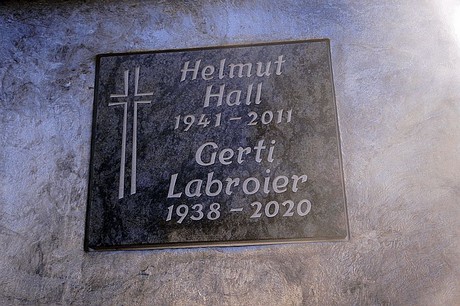 Helmut
Hall
1941 – 2011
Gerti
Labroier
1938 – 2020